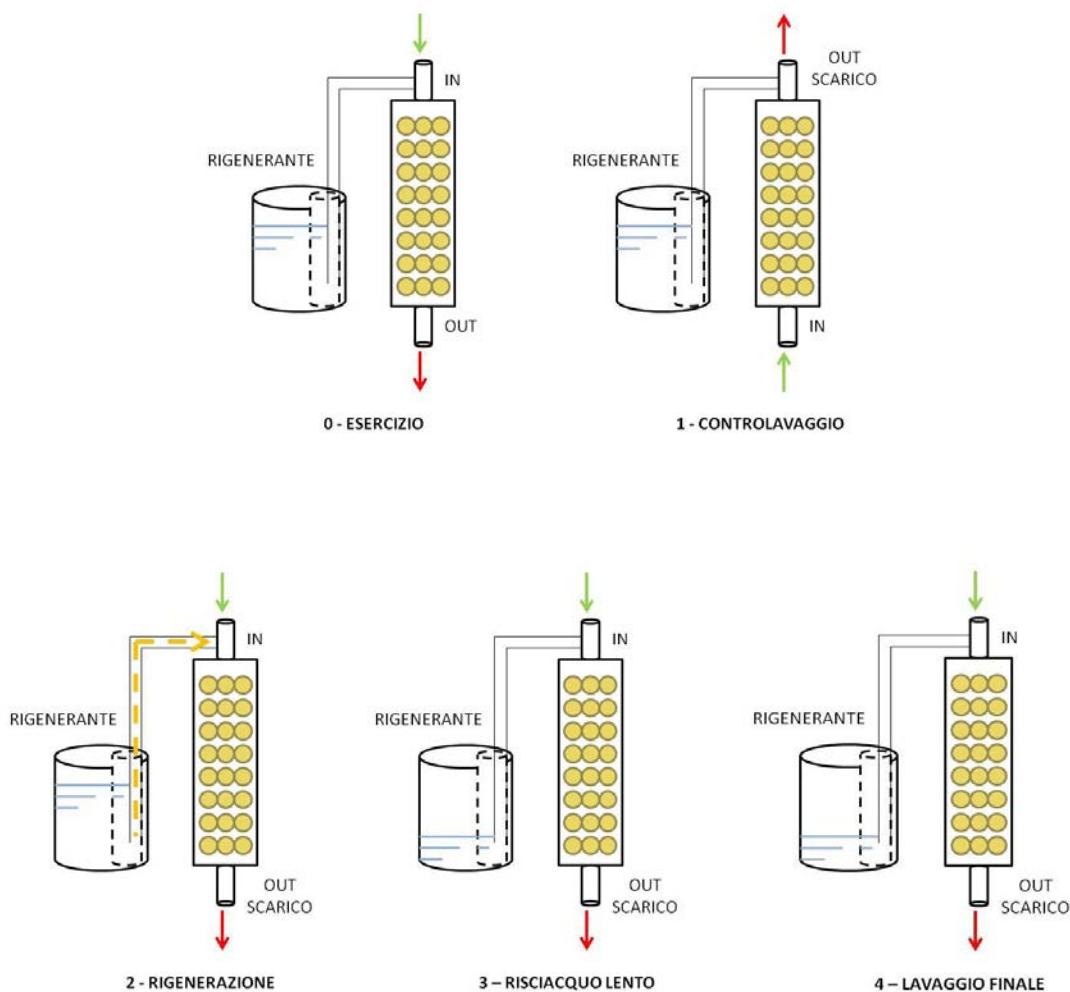 OUT
SCARICO
IN
IN
RIGENERANTE
RIGENERANTE
OUT
IN
0 - ESERCIZIO
1 - CONTROLAVAGGIO
IN
IN
IN
RIGENERANTE
RIGENERANTE
RIGENERANTE
OUT
SCARICO
OUT
SCARICO
OUT
SCARICO
2 - RIGENERAZIONE
3 – RISCIACQUO LENTO
4 – LAVAGGIO FINALE